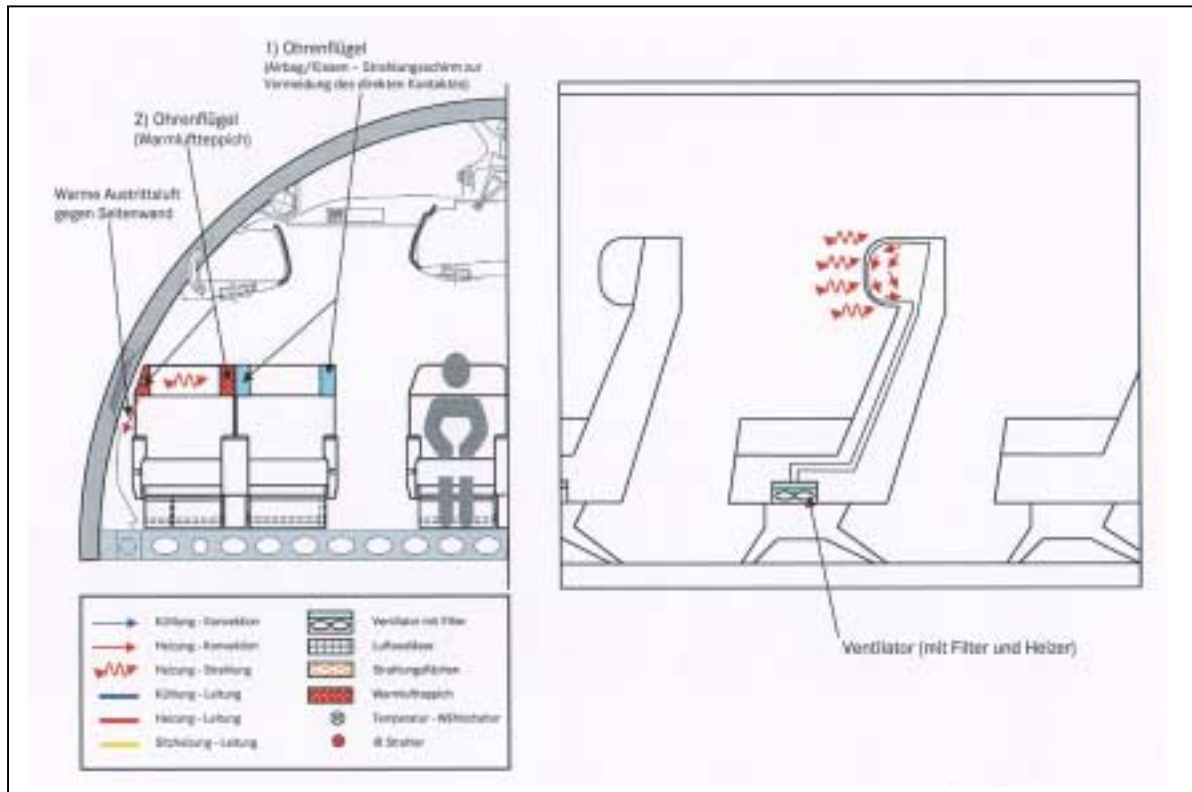 1) Ohrenflügel
(Airbag/Kissen - Strahlungsschirm zur
Vermeidung des direkten Kontaktes)
2) Ohrenflügel
(Warmluftteppich)
Warme Austrittsluft
gegen Seitenwand
Ventilator (mit Filter und Heizer)
Kühlung - Konvektion
Heizung - Konvektion
Heizung - Strahlung
Kühlung - Leitung
Heizung - Leitung
Sitzheizung - Leitung
Ventilator mit Filter
Luftauslässe
Strahlungsflächen
Warmluftteppich
Temperatur - Wählschalter
IR Strahler